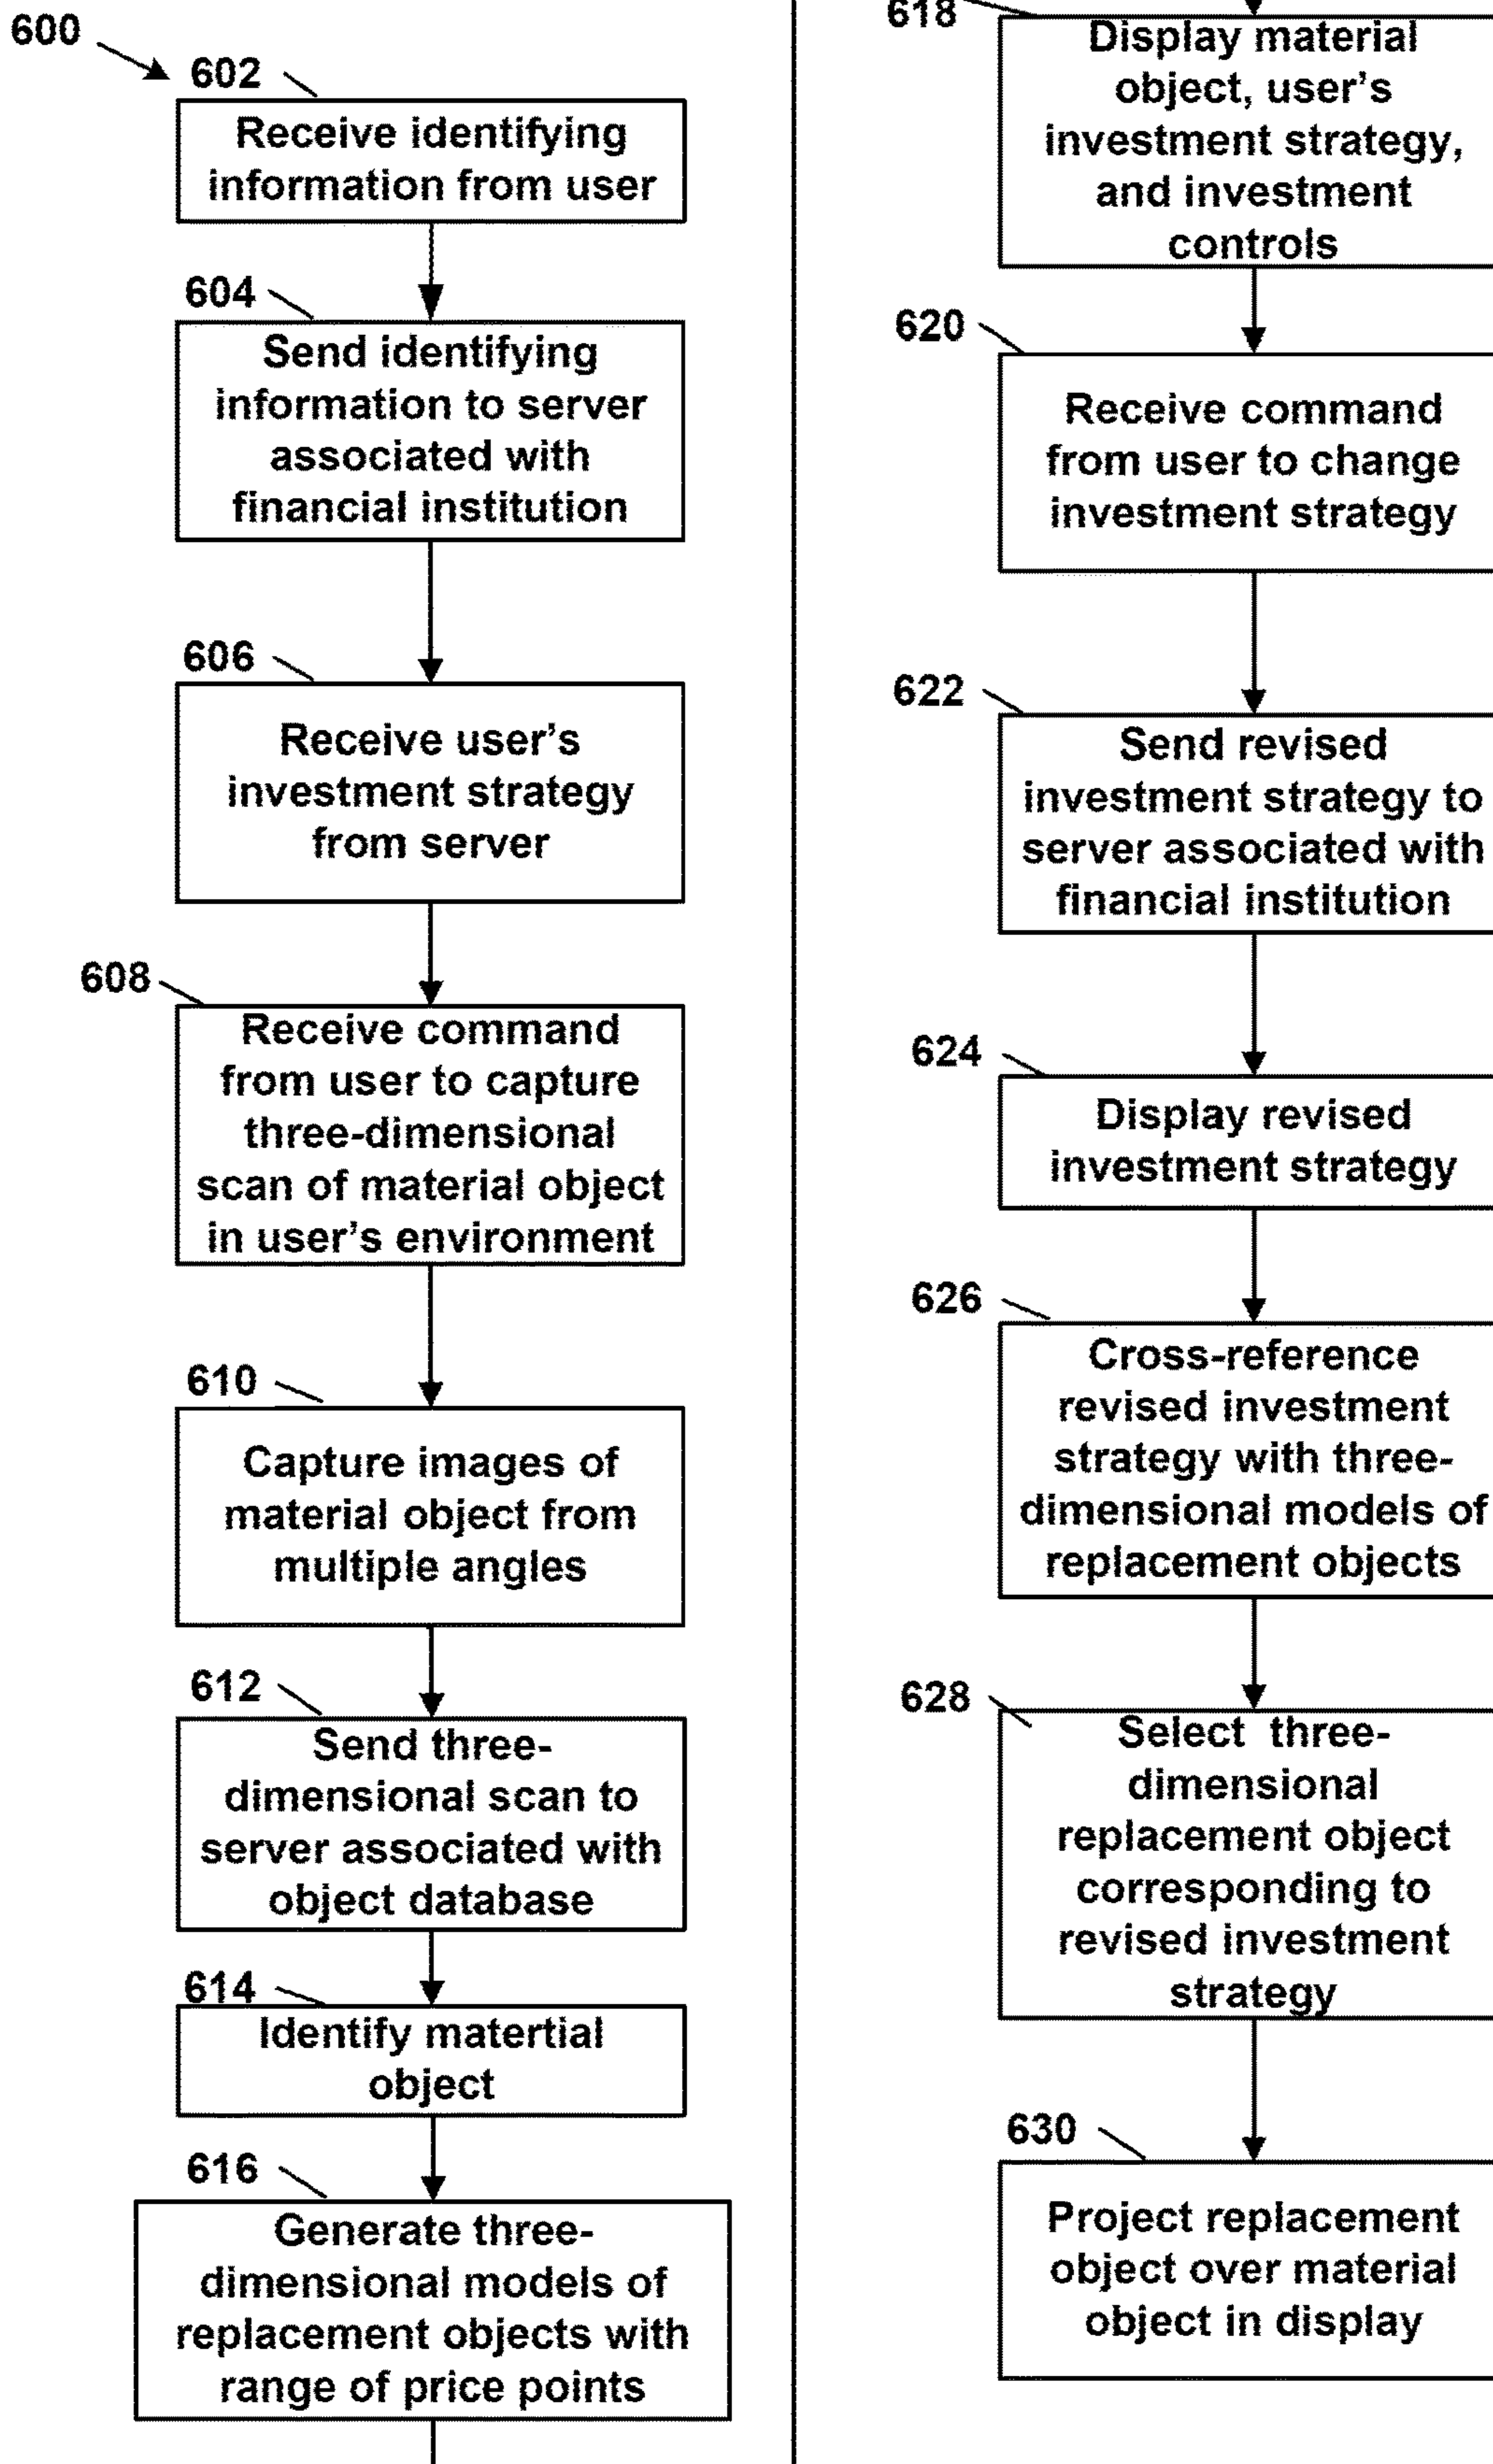 600
602
Receive identifying
information from user
604
Send identifying
information to server
associated with
financial institution
606
Receive user's
investment strategy
from server
608
Receive command
from user to capture
three-dimensional
scan of material object
in user's environment
610
Capture images of
material object from
multiple angles
612
Send three-
dimensional scan to
server associated with
object database
614
Identify matertial
object
616
Generate three-
dimensional models of
replacement objects with
range of price points
618
Display material
object, user's
investment strategy,
and investment
controls
620
Receive command
from user to change
investment strategy
622
Send revised
investment strategy to
server associated with
financial institution
624
Display revised
investment strategy
626
Cross-reference
revised investment
strategy with three-
dimensional models of
replacement objects
628
Select three-
dimensional
replacement object
corresponding to
revised investment
strategy
630
Project replacement
object over material
object in display